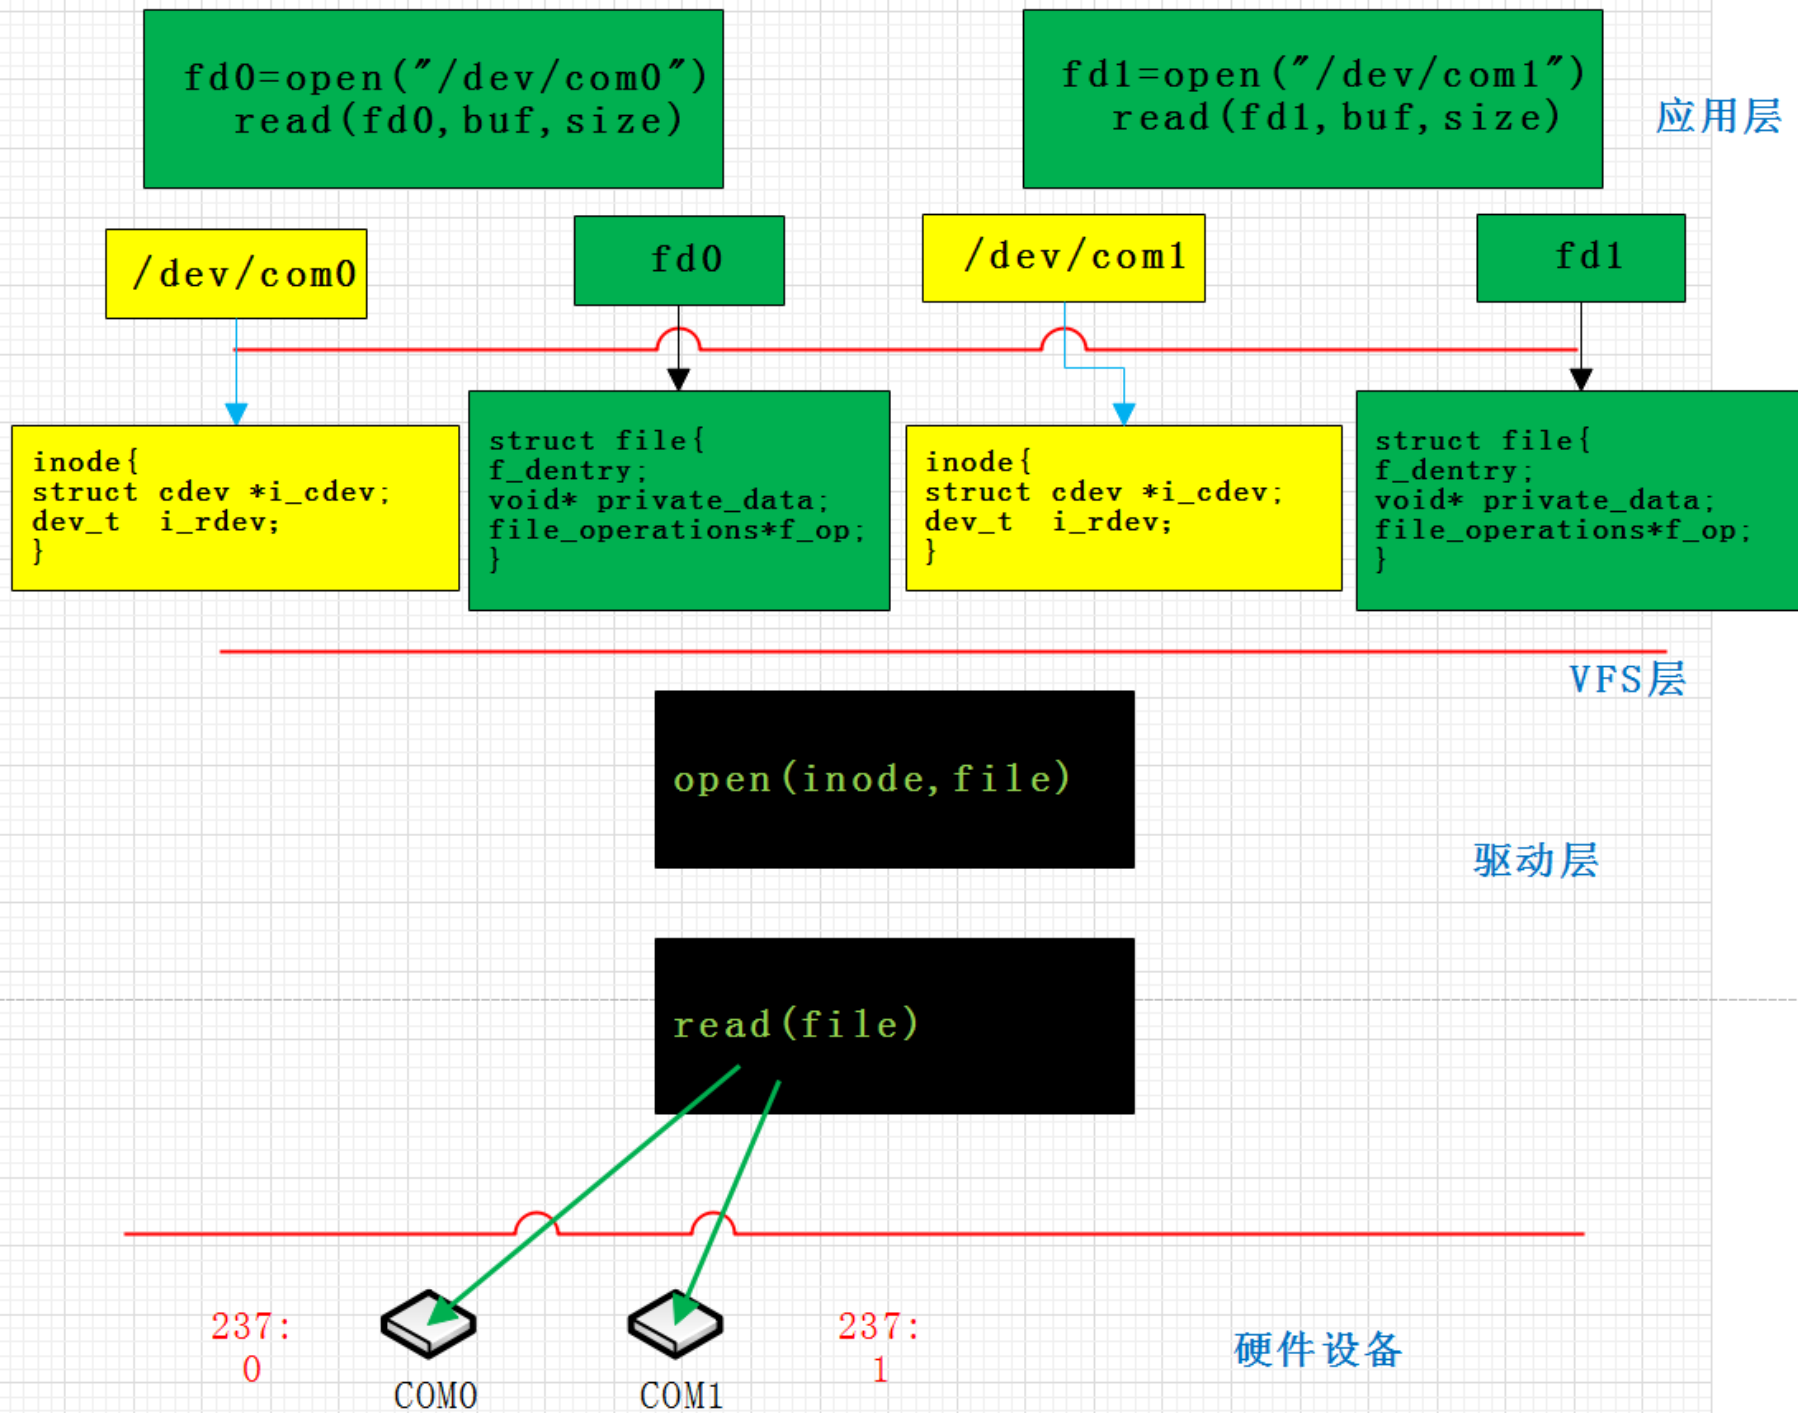 fd0=open("/dev/com0")
read(fd0,buf,size)
fd1=open("/dev/com1")
read(fd1,buf,size)
应用层
/dev/com0
fd0
/dev/com1
fd1
inode{
struct cdev *i_cdev;
dev_t i_rdev;
}
struct file{
f_dentry;
void* private_data;
file_operations*f_op;
}
inode{
struct cdev *i_cdev;
dev_t i_rdev;
}
struct file{
f_dentry;
void* private_data;
file_operations*f_op;
}
VFS层
open(inode,file)
驱动层
read(file)
237:
0
COM0
COM1
237:
1
硬件设备